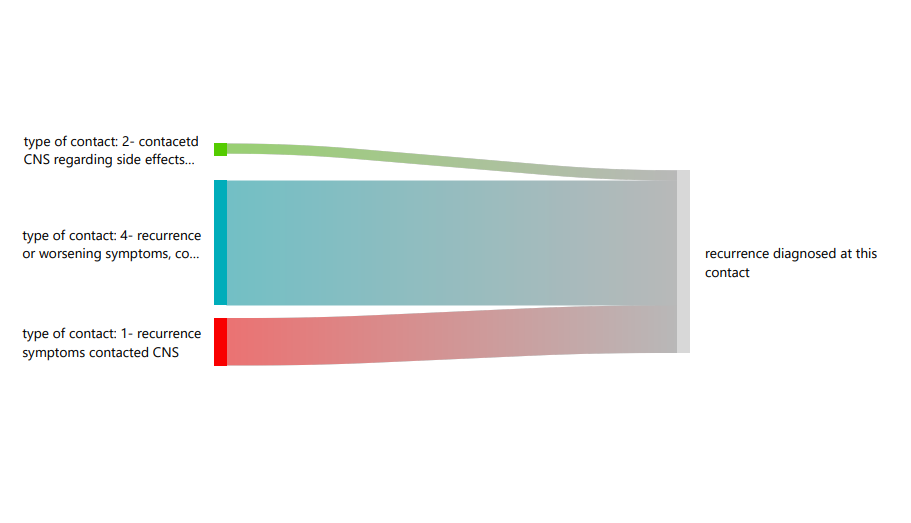 type of contact: 2- contacetd
CNS regarding side effects...
type of contact: 4- recurrence
or worsening symptoms, co...
type of contact: 1- recurrence
symptoms contacted CNS
recurrence diagnosed at this
contact